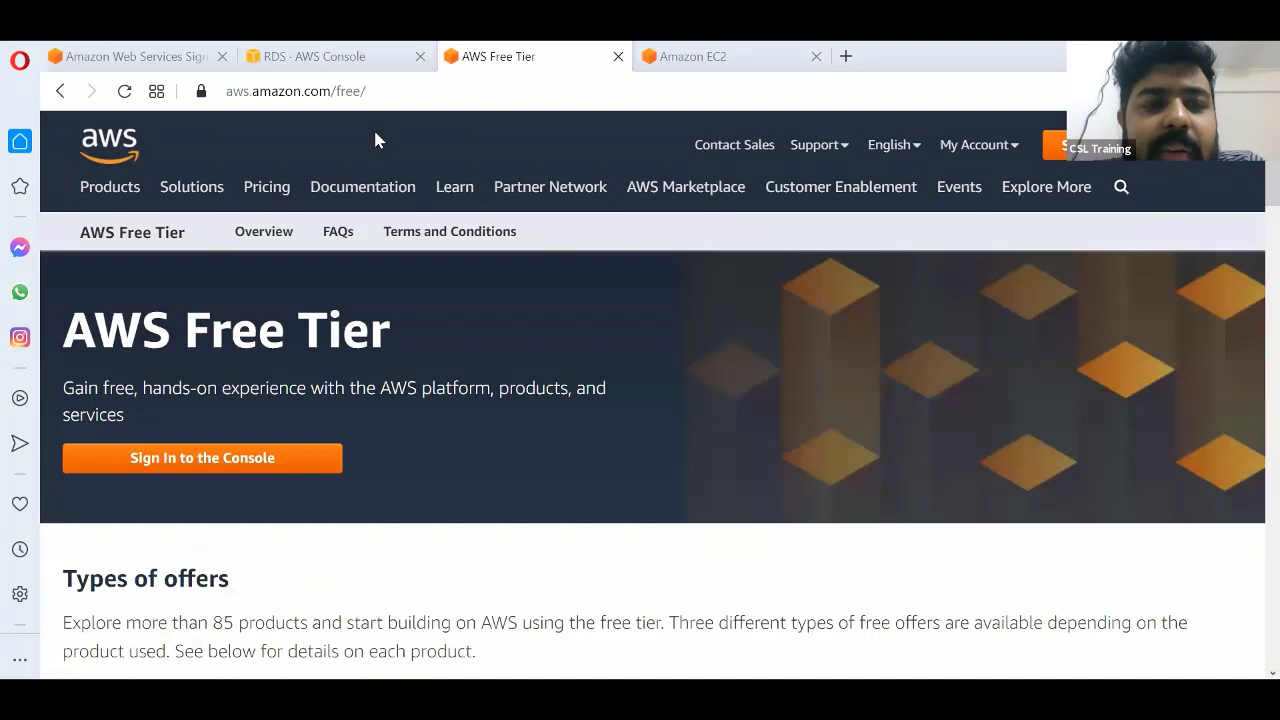 Amazon Web Services Sign
RDS · AWS Console
AWS Free Tier
Amazon EC2
aws.amazon.com/free/
CSL Training
aws
Contact Sales
Support
English
My Account
Products
Solutions
Pricing
Documentation
Learn
Partner Network
AWS Marketplace
Customer Enablement
Events
Explore More
AWS Free Tier
Overview
FAQs
Terms and Conditions
AWS Free Tier
Gain free, hands-on experience with the AWS platform, products, and
services
Sign In to the Console
Types of offers
Explore more than 85 products and start building on AWS using the free tier. Three different types of free offers are available depending on the
product used. See below for details on each product.